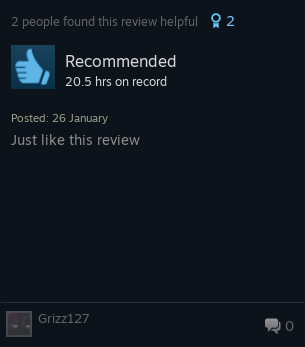 2 people found this review helpful 2
Recommended
20.5 hrs on record
Posted: 26 January
Just like this review
Grizz127 0